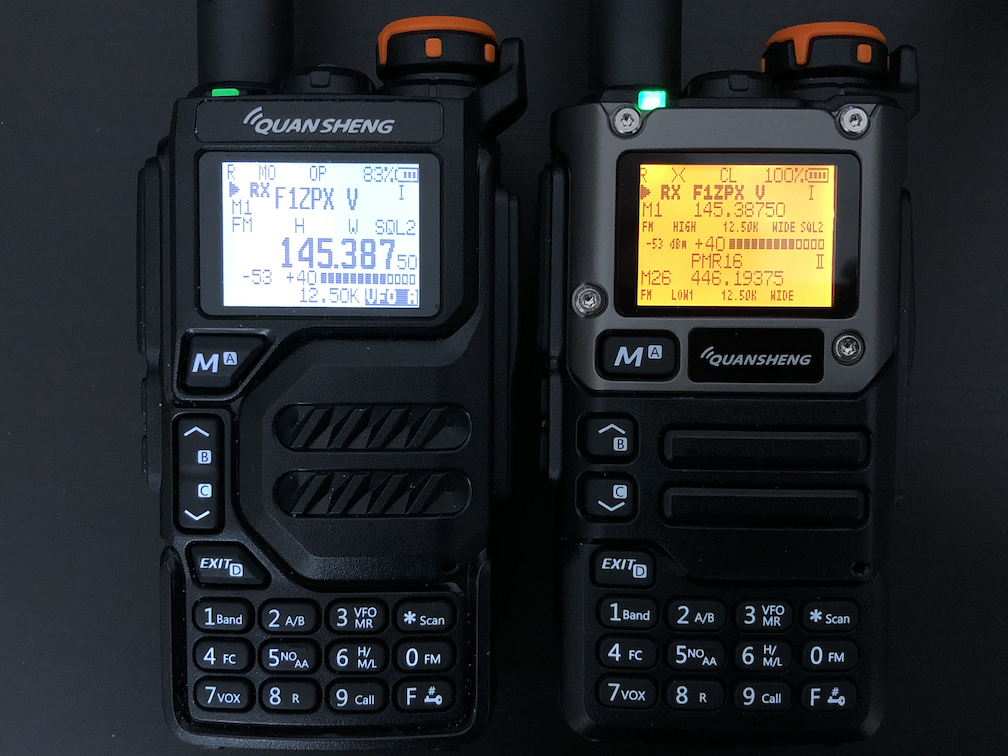 QUANSHENG
R MO OP 83%
RX F1ZPX V I
M1
FM H W SQL2
145.38750
-53 +40
12.50K VFO A
M A
B
C
EXIT D
1 Band 2 A/B 3 VFO MR * Scan
4 FC 5 NO AA 6 H/ M/L 0 FM
7 VOX 8 R 9 Call F #
R X CL 100%
RX F1ZPX V I
M1 145.38750
FM HIGH 12.50K WIDE SQL2
-53 dBm +40
PMR16 II
M26 446.19375
FM LOW1 12.50K WIDE
M A
QUANSHENG
B
C
EXIT D
1 Band 2 A/B 3 VFO MR * Scan
4 FC 5 NO AA 6 H/ M/L 0 FM
7 VOX 8 R 9 Call F #